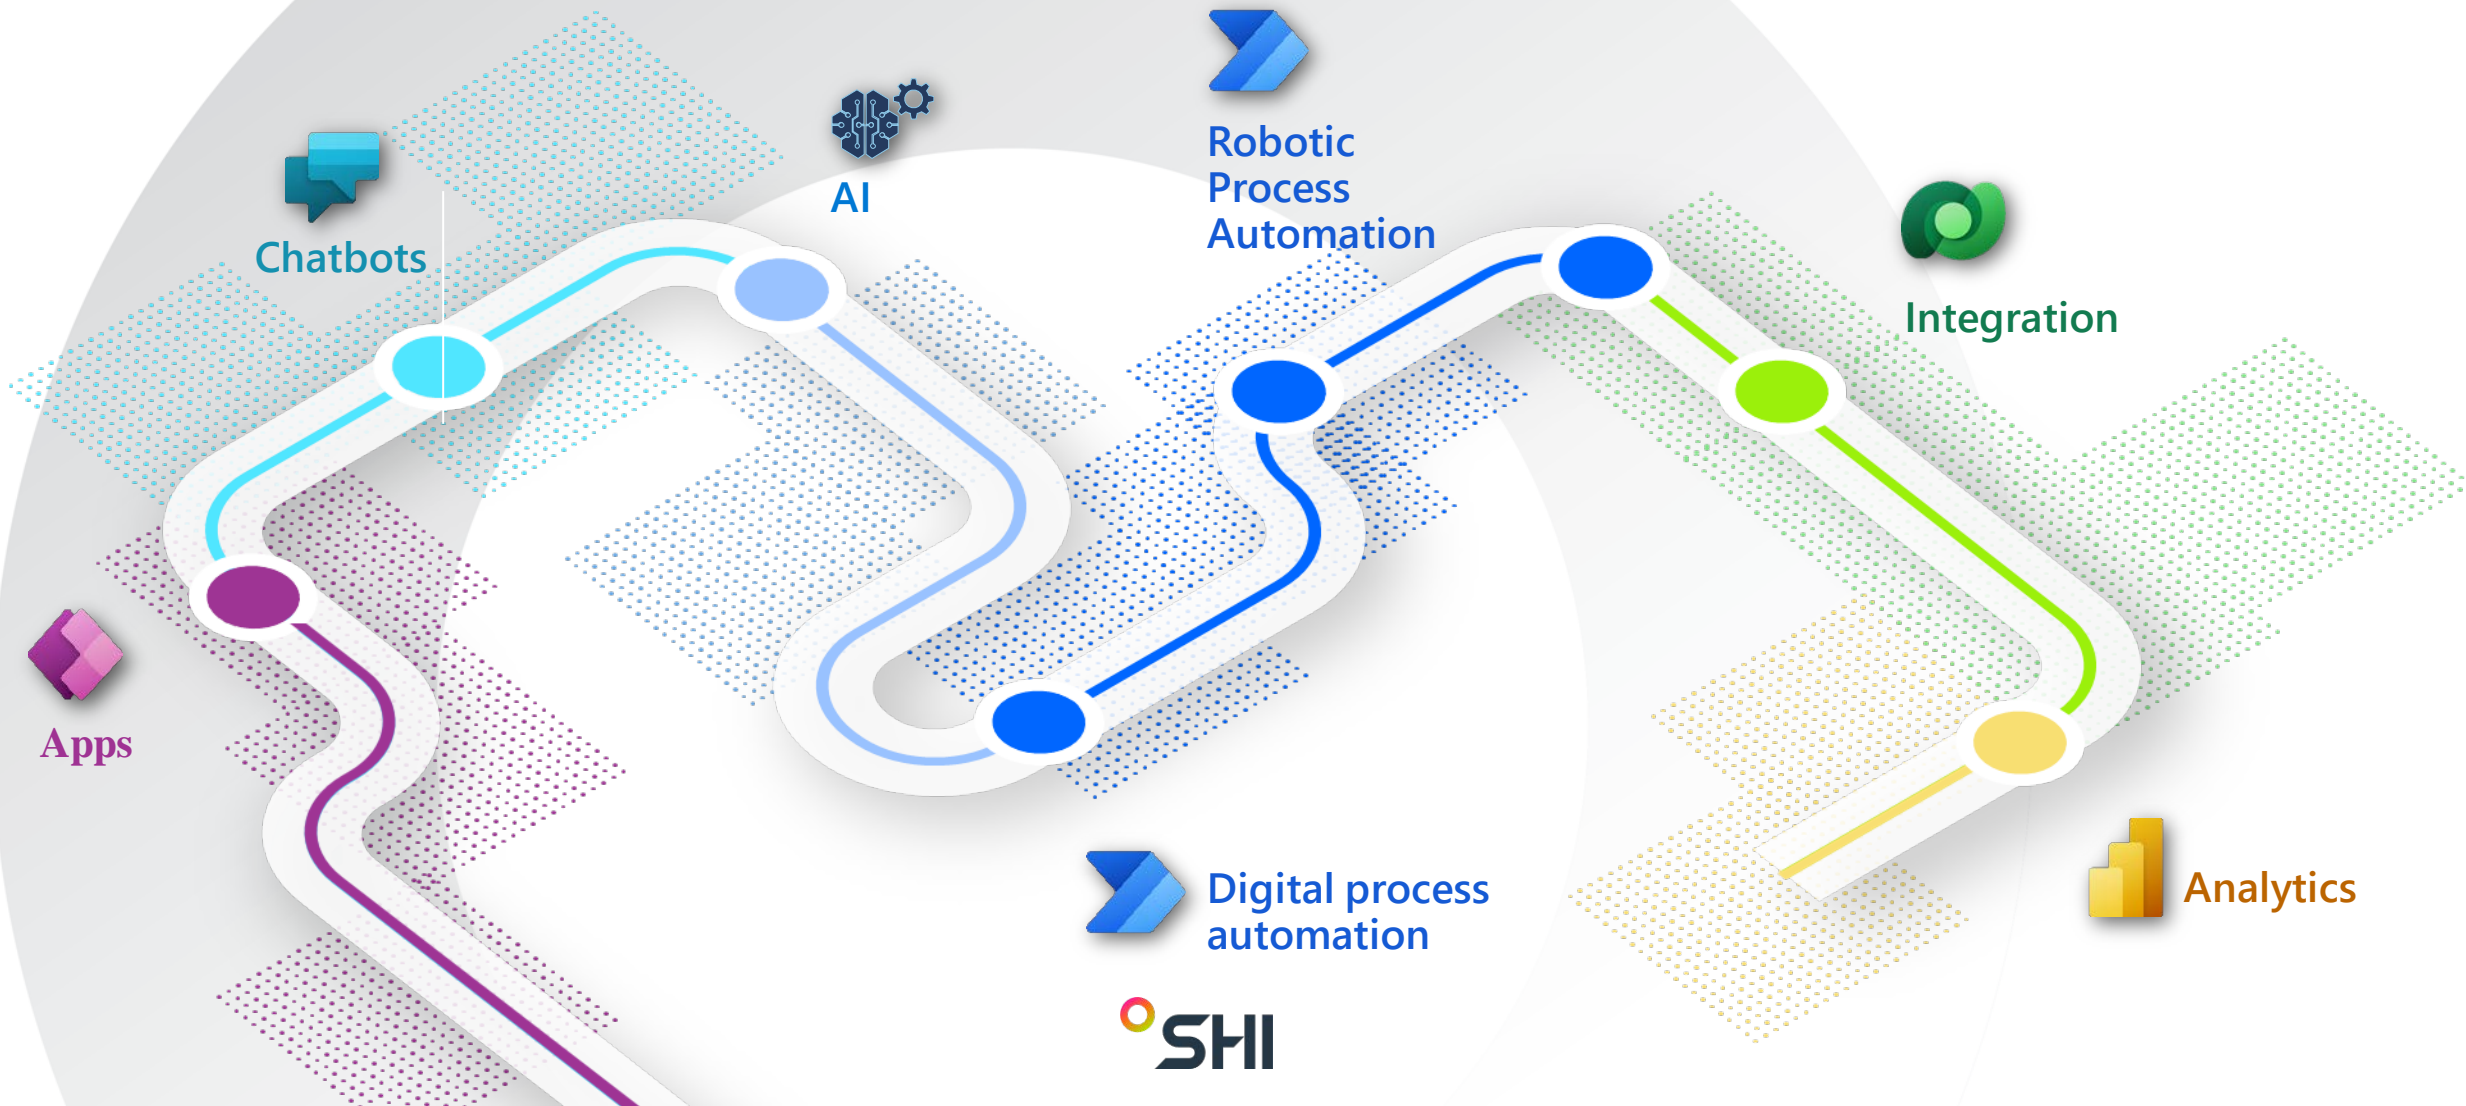 Robotic
Process
Automation
AI
Chatbots
Integration
Apps
Digital process
automation
Analytics
SHI